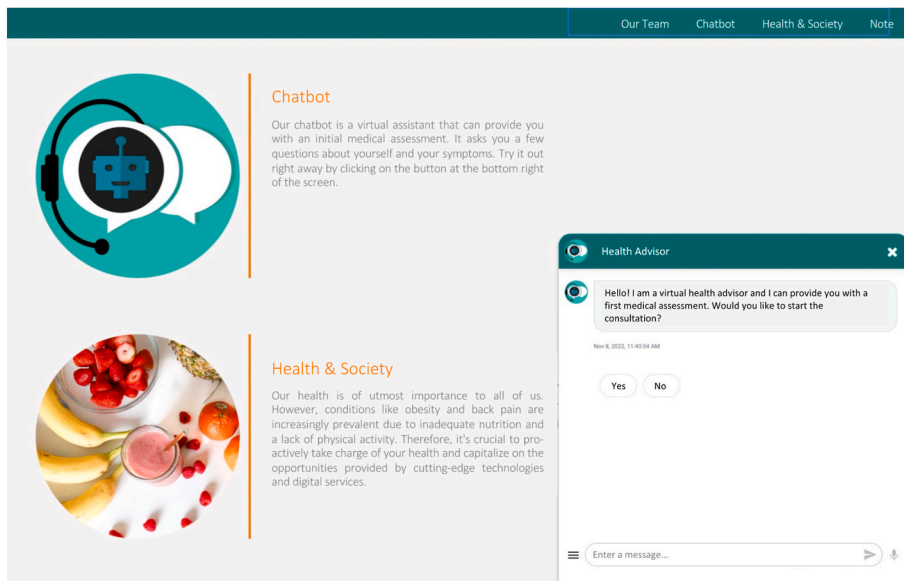 Our Team Chatbot Health & Society Note
Chatbot
Our chatbot is a virtual assistant that can provide you
with an initial medical assessment. It asks you a few
questions about yourself and your symptoms. Try it out
right away by clicking on the button at the bottom right
of the screen.
Health & Society
Our health is of utmost importance to all of us.
However, conditions like obesity and back pain are
increasingly prevalent due to inadequate nutrition and
a lack of physical activity. Therefore, it's crucial to pro-
actively take charge of your health and capitalize on the
opportunities provided by cutting-edge technologies
and digital services.
Health Advisor
Hello! I am a virtual health advisor and I can provide you with a
first medical assessment. Would you like to start the
consultation?
Nov 8, 2022, 11:40:54 AM
Yes No
Enter a message...